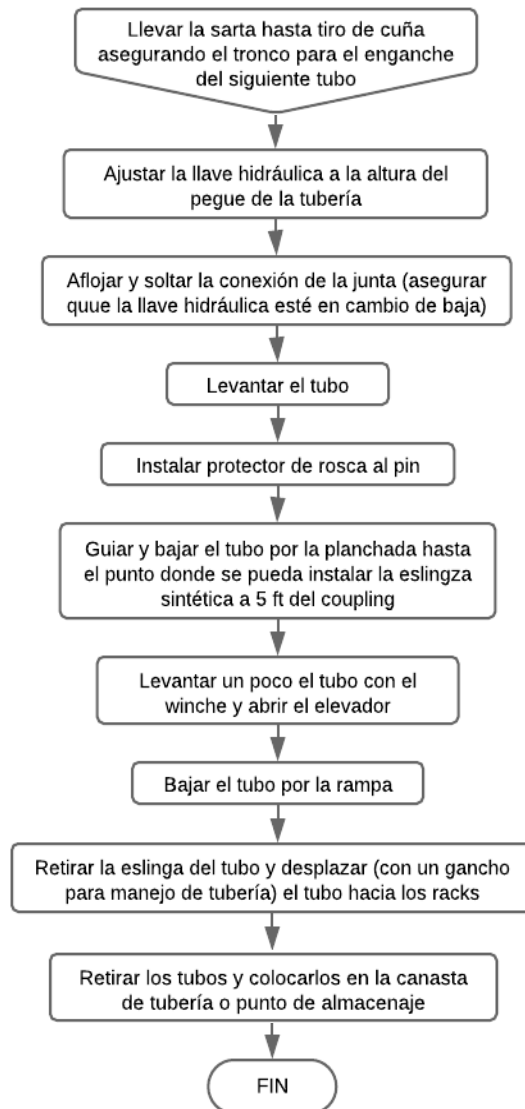 Llevar la sarta hasta tiro de cuña
asegurando el tronco para el enganche
del siguiente tubo
Ajustar la llave hidráulica a la altura del
pegue de la tubería
Aflojar y soltar la conexión de la junta (asegurar
quue la llave hidráulica esté en cambio de baja)
Levantar el tubo
Instalar protector de rosca al pin
Guiar y bajar el tubo por la planchada hasta
el punto donde se pueda instalar la eslingza
sintética a 5 ft del coupling
Levantar un poco el tubo con el
winche y abrir el elevador
Bajar el tubo por la rampa
Retirar la eslinga del tubo y desplazar (con un gancho
para manejo de tubería) el tubo hacia los racks
Retirar los tubos y colocarlos en la canasta
de tubería o punto de almacenaje
FIN